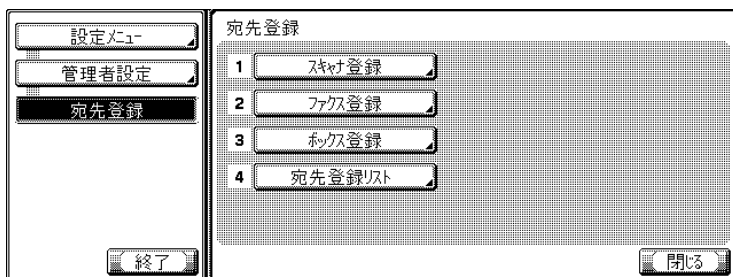 設定メニュー
管理者設定
宛先登録
終了
宛先登録
1 スキャナ登録
2 ファクス登録
3 ボックス登録
4 宛先登録リスト
閉じる